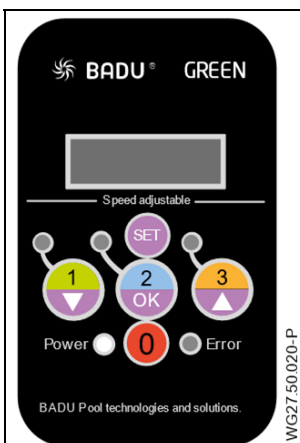 BADU® GREEN
Speed adjustable
SET
1 2 3
OK
Power 0 Error
BADU Pool technologies and solutions.
WG27.50.020-P